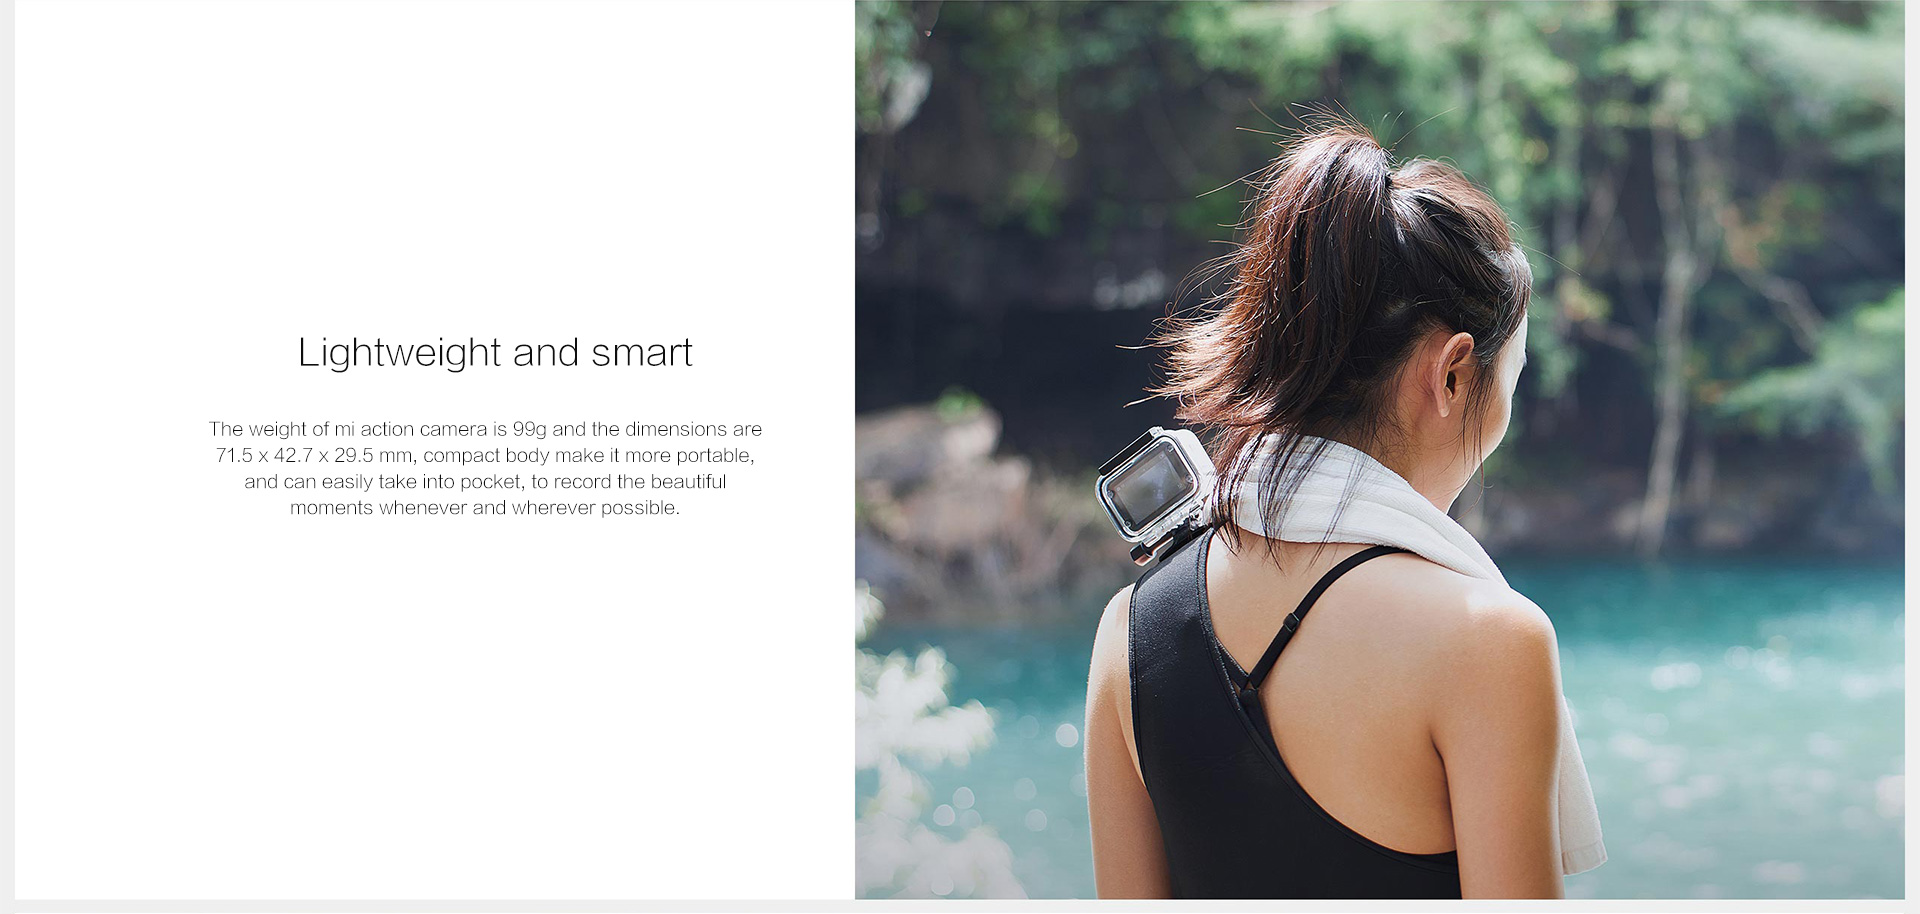 Lightweight and smart
The weight of mi action camera is 99g and the dimensions are
71.5 x 42.7 x 29.5 mm, compact body make it more portable,
and can easily take into pocket, to record the beautiful
moments whenever and wherever possible.